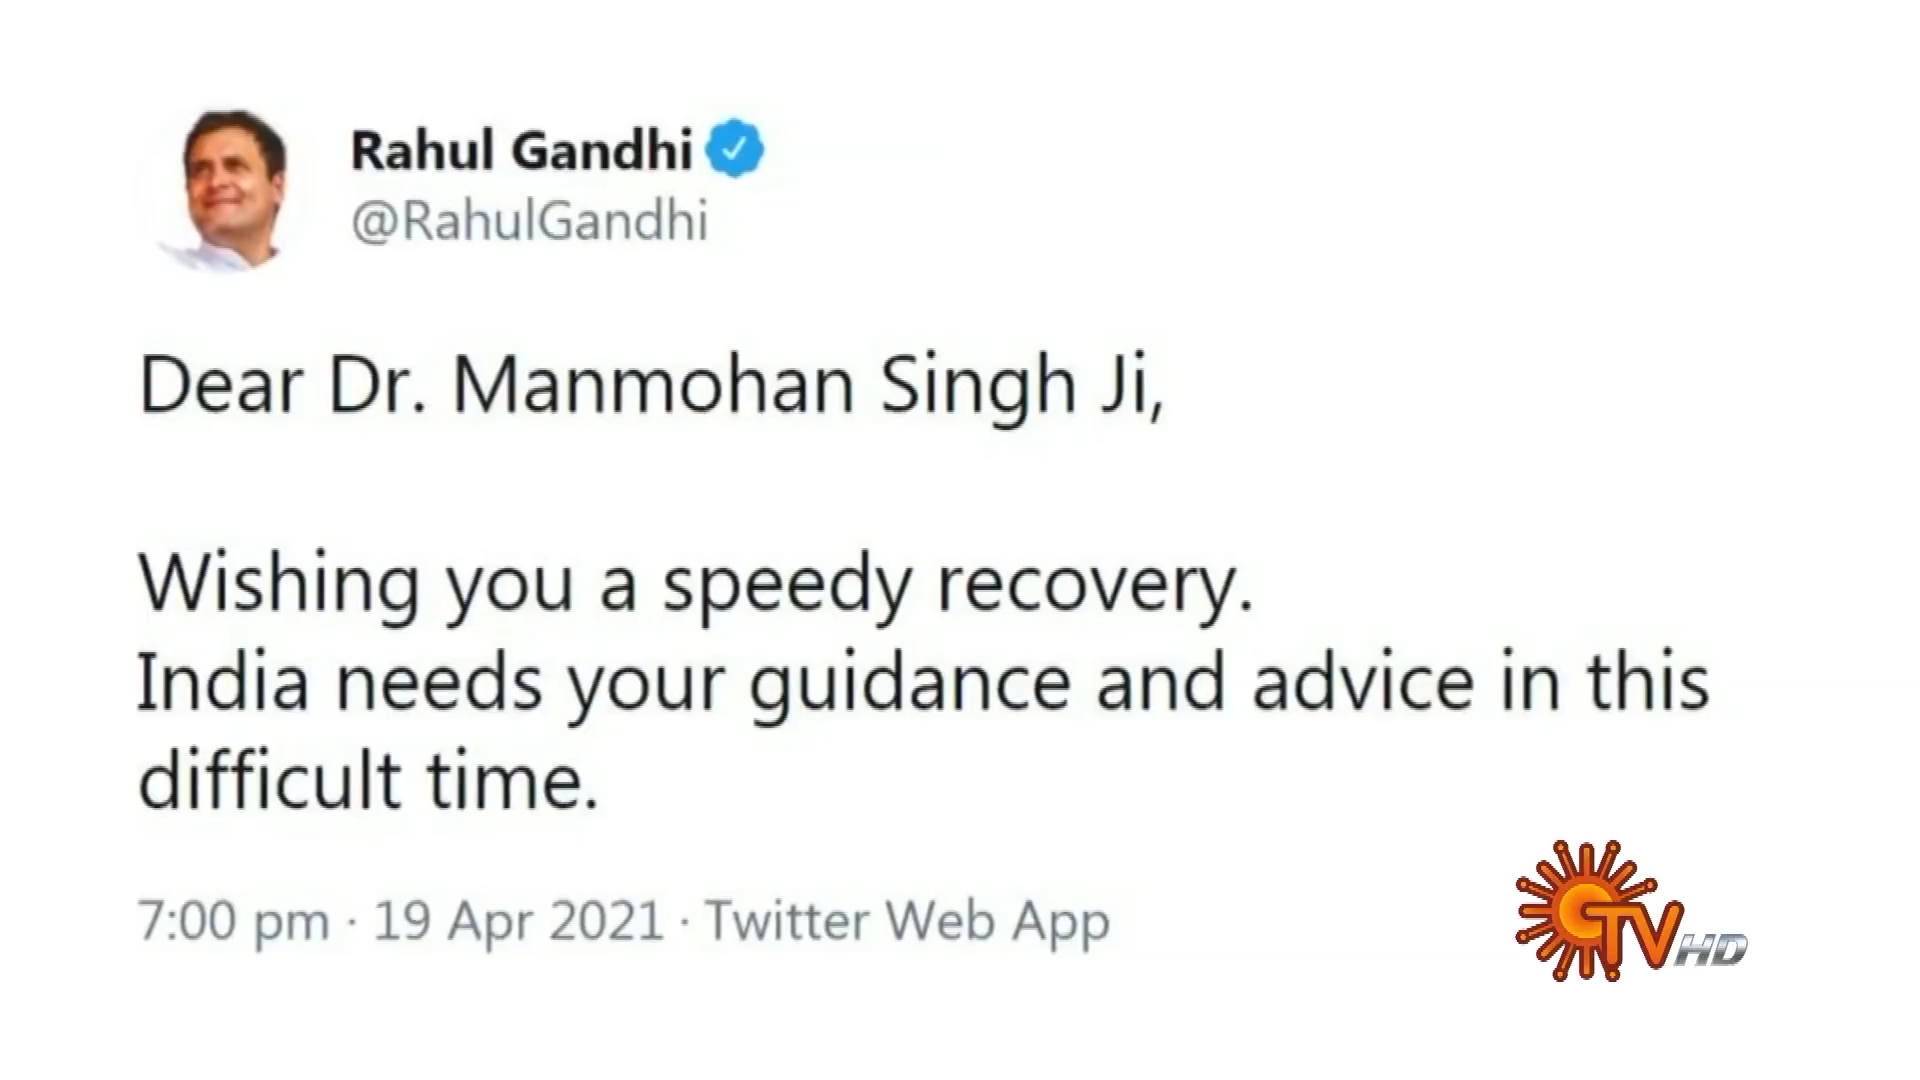 Rahul Gandhi
@RahulGandhi
Dear Dr. Manmohan Singh Ji,
Wishing you a speedy recovery.
India needs your guidance and advice in this
difficult time.
7:00 pm · 19 Apr 2021 · Twitter Web App
TV HD